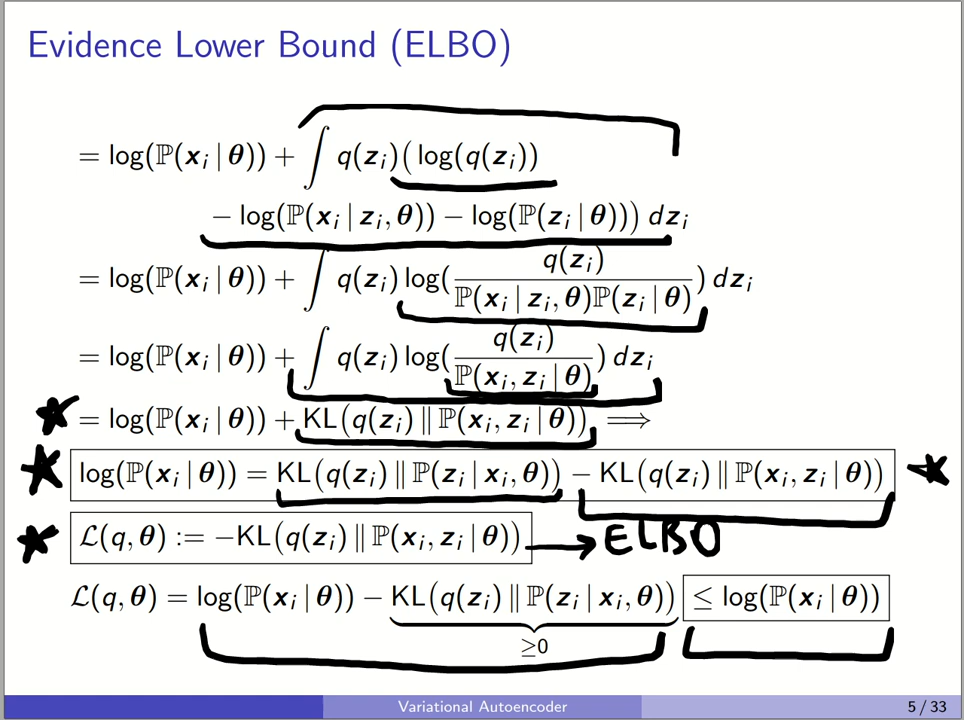 Evidence Lower Bound (ELBO)
= log(ℙ(𝒙ᵢ | 𝜽)) + ∫ q(𝒛ᵢ)( log(q(𝒛ᵢ))
− log(ℙ(𝒙ᵢ | 𝒛ᵢ, 𝜽)) − log(ℙ(𝒛ᵢ | 𝜽))) d𝒛ᵢ
= log(ℙ(𝒙ᵢ | 𝜽)) + ∫ q(𝒛ᵢ) log( q(𝒛ᵢ) / ℙ(𝒙ᵢ | 𝒛ᵢ, 𝜽)ℙ(𝒛ᵢ | 𝜽) ) d𝒛ᵢ
= log(ℙ(𝒙ᵢ | 𝜽)) + ∫ q(𝒛ᵢ) log( q(𝒛ᵢ) / ℙ(𝒙ᵢ, 𝒛ᵢ | 𝜽) ) d𝒛ᵢ
★ = log(ℙ(𝒙ᵢ | 𝜽)) + KL(q(𝒛ᵢ) ‖ ℙ(𝒙ᵢ, 𝒛ᵢ | 𝜽)) ⟹
★ log(ℙ(𝒙ᵢ | 𝜽)) = KL(q(𝒛ᵢ) ‖ ℙ(𝒛ᵢ | 𝒙ᵢ, 𝜽)) − KL(q(𝒛ᵢ) ‖ ℙ(𝒙ᵢ, 𝒛ᵢ | 𝜽)) ★
★ ℒ(q, 𝜽) := −KL(q(𝒛ᵢ) ‖ ℙ(𝒙ᵢ, 𝒛ᵢ | 𝜽)) → ELBO
ℒ(q, 𝜽) = log(ℙ(𝒙ᵢ | 𝜽)) − KL(q(𝒛ᵢ) ‖ ℙ(𝒛ᵢ | 𝒙ᵢ, 𝜽)) ≤ log(ℙ(𝒙ᵢ | 𝜽))
≥0
Variational Autoencoder 5 / 33